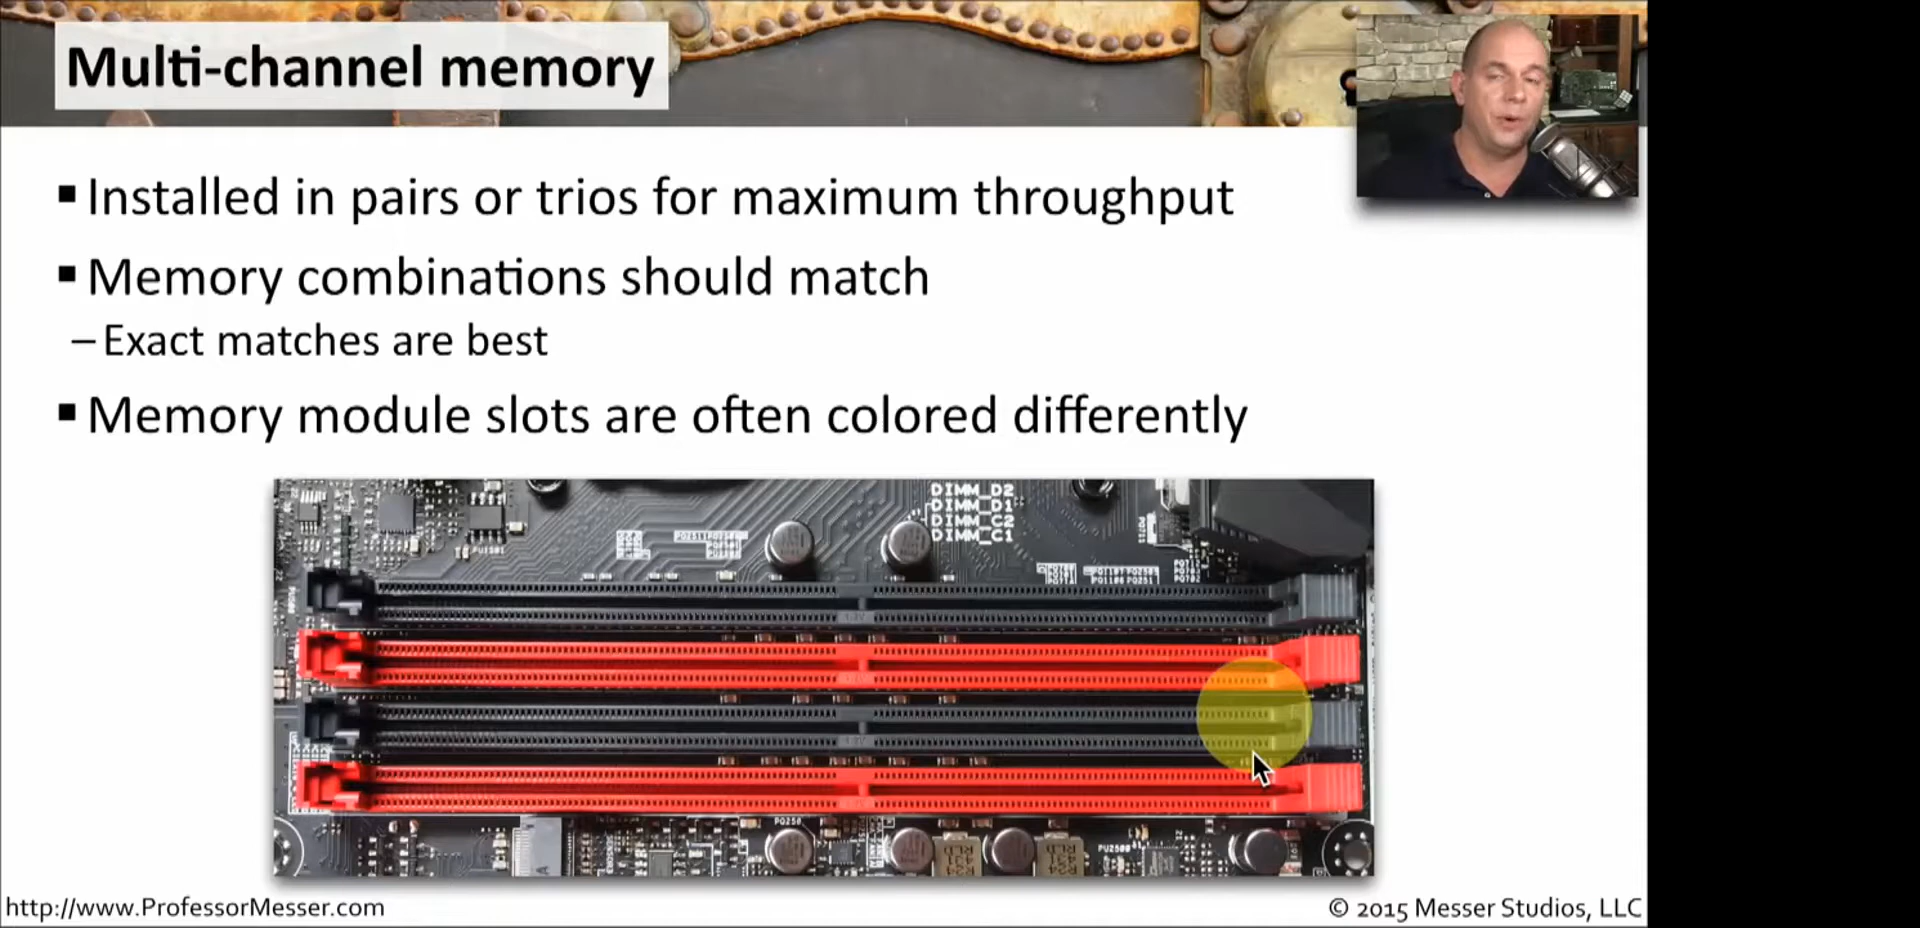 Multi-channel memory
▪ Installed in pairs or trios for maximum throughput
▪ Memory combinations should match
– Exact matches are best
▪ Memory module slots are often colored differently
DIMM_D2
DIMM_D1
DIMM_C2
DIMM_C1
PQ250
PU2500
http://www.ProfessorMesser.com
© 2015 Messer Studios, LLC